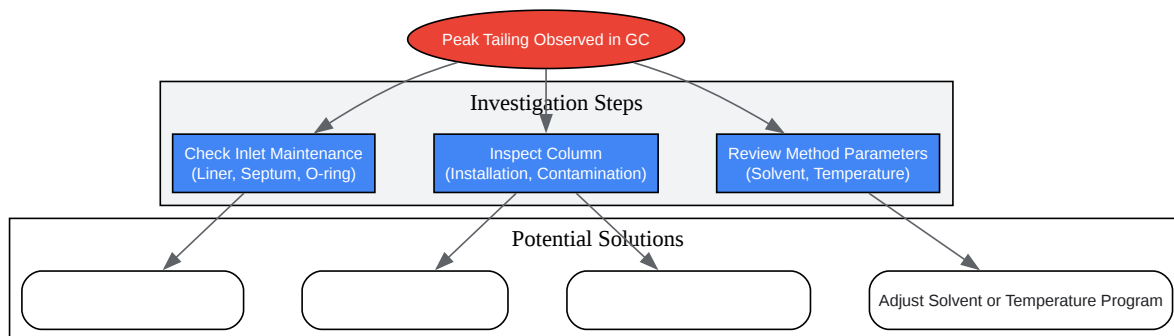 Peak Tailing Observed in GC
Investigation Steps
Check Inlet Maintenance
(Liner, Septum, O-ring)
Inspect Column
(Installation, Contamination)
Review Method Parameters
(Solvent, Temperature)
Potential Solutions
Adjust Solvent or Temperature Program